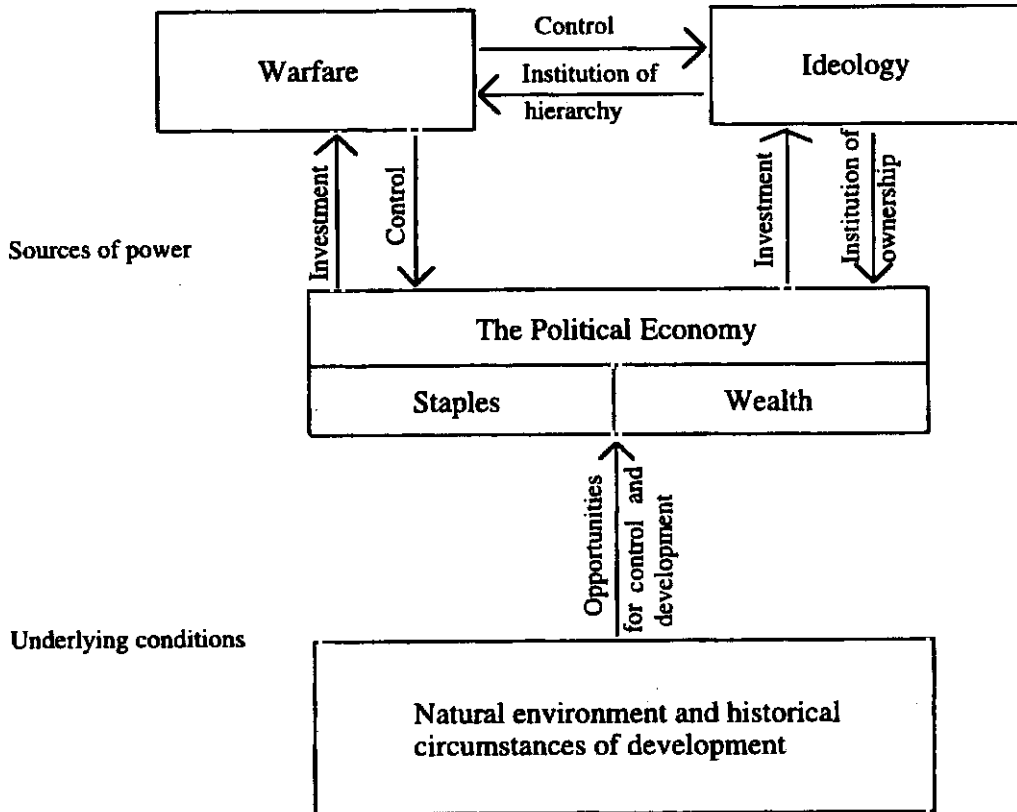 Control
Warfare
Ideology
Institution of
hierarchy
Investment
Control
Investment
Institution of
ownership
Sources of power
The Political Economy
Staples
Wealth
Opportunities
for control and
development
Underlying conditions
Natural environment and historical
circumstances of development